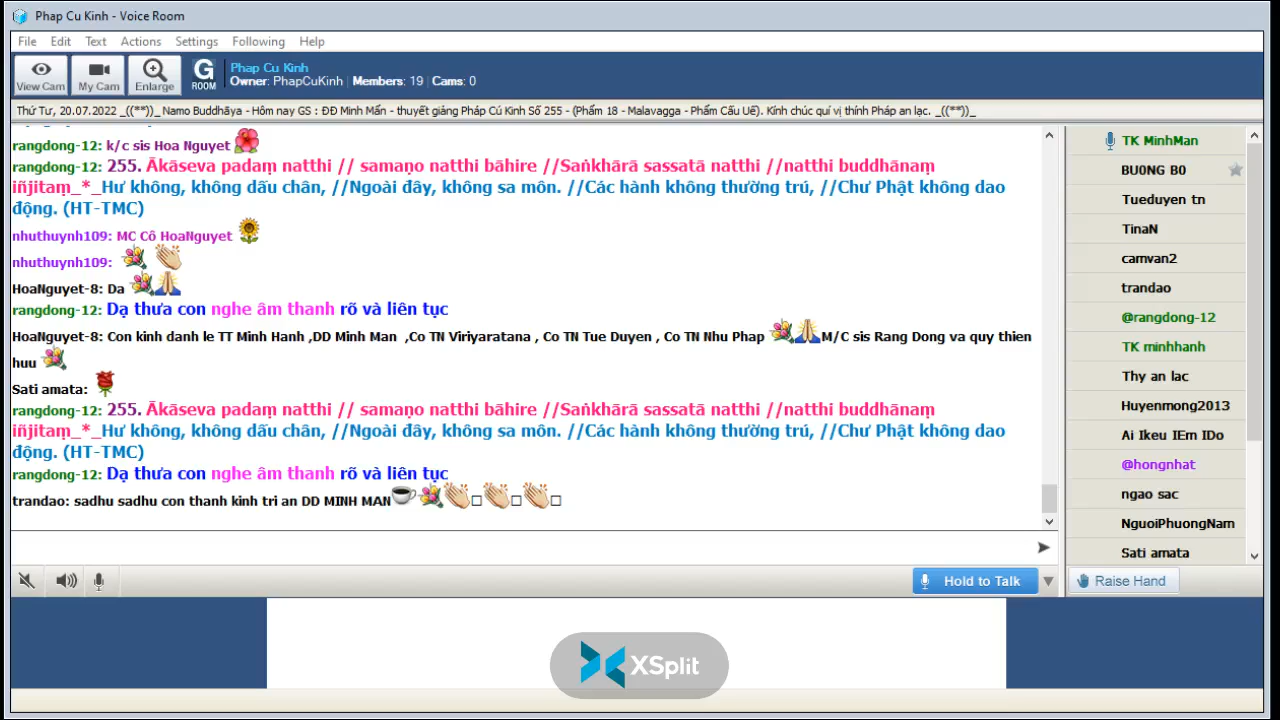 Phap Cu Kinh - Voice Room
File Edit Text Actions Settings Following Help
View Cam My Cam Enlarge G ROOM
Phap Cu Kinh
Owner: PhapCuKinh | Members: 19 | Cams: 0
Thứ Tư, 20.07.2022 _((**))_ Namo Buddhāya - Hôm nay GS : ĐĐ Minh Mẩn - thuyết giảng Pháp Cú Kinh Số 255 - (Phẩm 18 - Malavagga - Phẩm Cấu Uế). Kính chúc quí vị thính Pháp an lạc. _((**))_
rangdong-12: k/c sis Hoa Nguyet
rangdong-12: 255. Ākāseva padaṃ natthi // samaṇo natthi bāhire //Saṅkhārā sassatā natthi //natthi buddhānaṃ
iñjitaṃ_*_Hư không, không dấu chân, //Ngoài đây, không sa môn. //Các hành không thường trú, //Chư Phật không dao
động. (HT-TMC)
nhuthuynh109: MC Cô HoaNguyet
nhuthuynh109:
HoaNguyet-8: Da
rangdong-12: Dạ thưa con nghe âm thanh rõ và liên tục
HoaNguyet-8: Con kinh danh le TT Minh Hanh ,DD Minh Man ,Co TN Viriyaratana , Co TN Tue Duyen , Co TN Nhu Phap M/C sis Rang Dong va quy thien
huu
Sati amata:
rangdong-12: 255. Ākāseva padaṃ natthi // samaṇo natthi bāhire //Saṅkhārā sassatā natthi //natthi buddhānaṃ
iñjitaṃ_*_Hư không, không dấu chân, //Ngoài đây, không sa môn. //Các hành không thường trú, //Chư Phật không dao
động. (HT-TMC)
rangdong-12: Dạ thưa con nghe âm thanh rõ và liên tục
trandao: sadhu sadhu con thanh kinh tri an DD MINH MAN
Hold to Talk
TK MinhMan
BU0NG B0
Tueduyen tn
TinaN
camvan2
trandao
@rangdong-12
TK minhhanh
Thy an lac
Huyenmong2013
Ai Ikeu IEm IDo
@hongnhat
ngao sac
NguoiPhuongNam
Sati amata
Raise Hand
XSplit